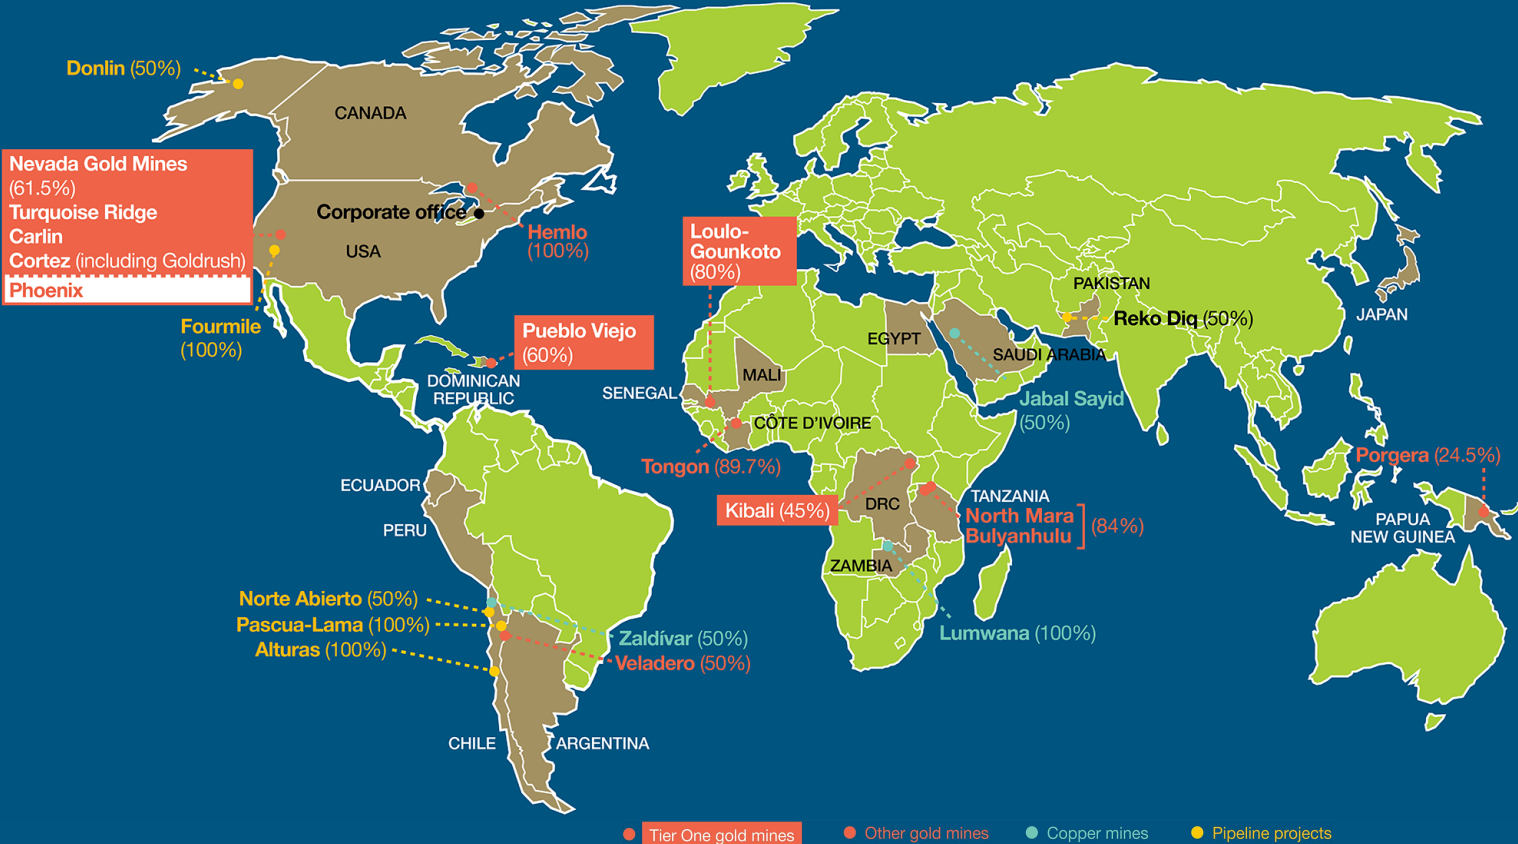 Donlin (50%)
CANADA
Nevada Gold Mines
(61.5%)
Turquoise Ridge
Carlin
Cortez (including Goldrush)
Phoenix
Corporate office
USA
Hemlo
(100%)
Fourmile
(100%)
Pueblo Viejo
(60%)
DOMINICAN
REPUBLIC
Loulo-
Gounkoto
(80%)
SENEGAL
MALI
EGYPT
CÔTE D'IVOIRE
Tongon (89.7%)
PAKISTAN
Reko Diq (50%)
SAUDI ARABIA
Jabal Sayid
(50%)
JAPAN
Porgera (24.5%)
PAPUA
NEW GUINEA
ECUADOR
PERU
Kibali (45%)
DRC
TANZANIA
North Mara
Bulyanhulu
(84%)
ZAMBIA
Lumwana (100%)
Norte Abierto (50%)
Pascua-Lama (100%)
Alturas (100%)
Zaldívar (50%)
Veladero (50%)
CHILE
ARGENTINA
Tier One gold mines
Other gold mines
Copper mines
Pipeline projects